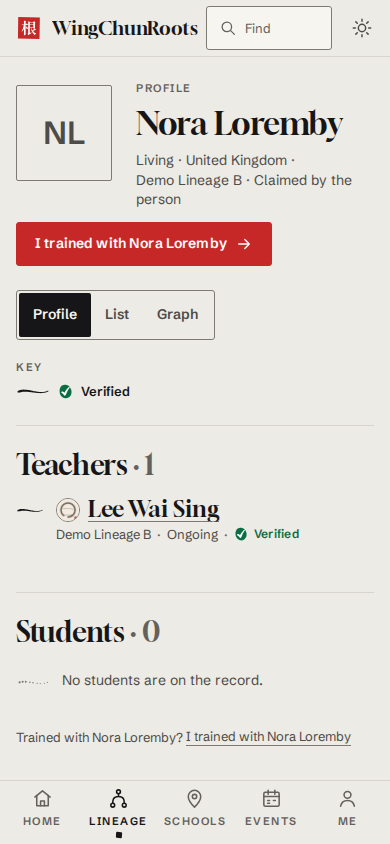 根 WingChunRoots Find
PROFILE
NL
Nora Loremby
Living · United Kingdom ·
Demo Lineage B · Claimed by the
person
I trained with Nora Loremby →
Profile List Graph
KEY
Verified
Teachers · 1
Lee Wai Sing
Demo Lineage B · Ongoing · Verified
Students · 0
No students are on the record.
Trained with Nora Loremby? I trained with Nora Loremby
HOME LINEAGE SCHOOLS EVENTS ME